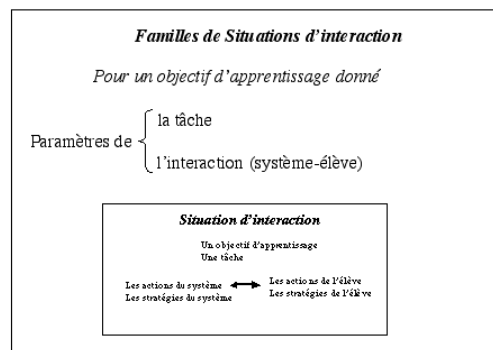 Familles de Situations d'interaction
Pour un objectif d'apprentissage donné
Paramètres de
la tâche
l'interaction (système-élève)
Situation d'interaction
Un objectif d'apprentissage
Une tâche
Les actions du système
Les stratégies du système
Les actions de l'élève
Les stratégies de l'élève